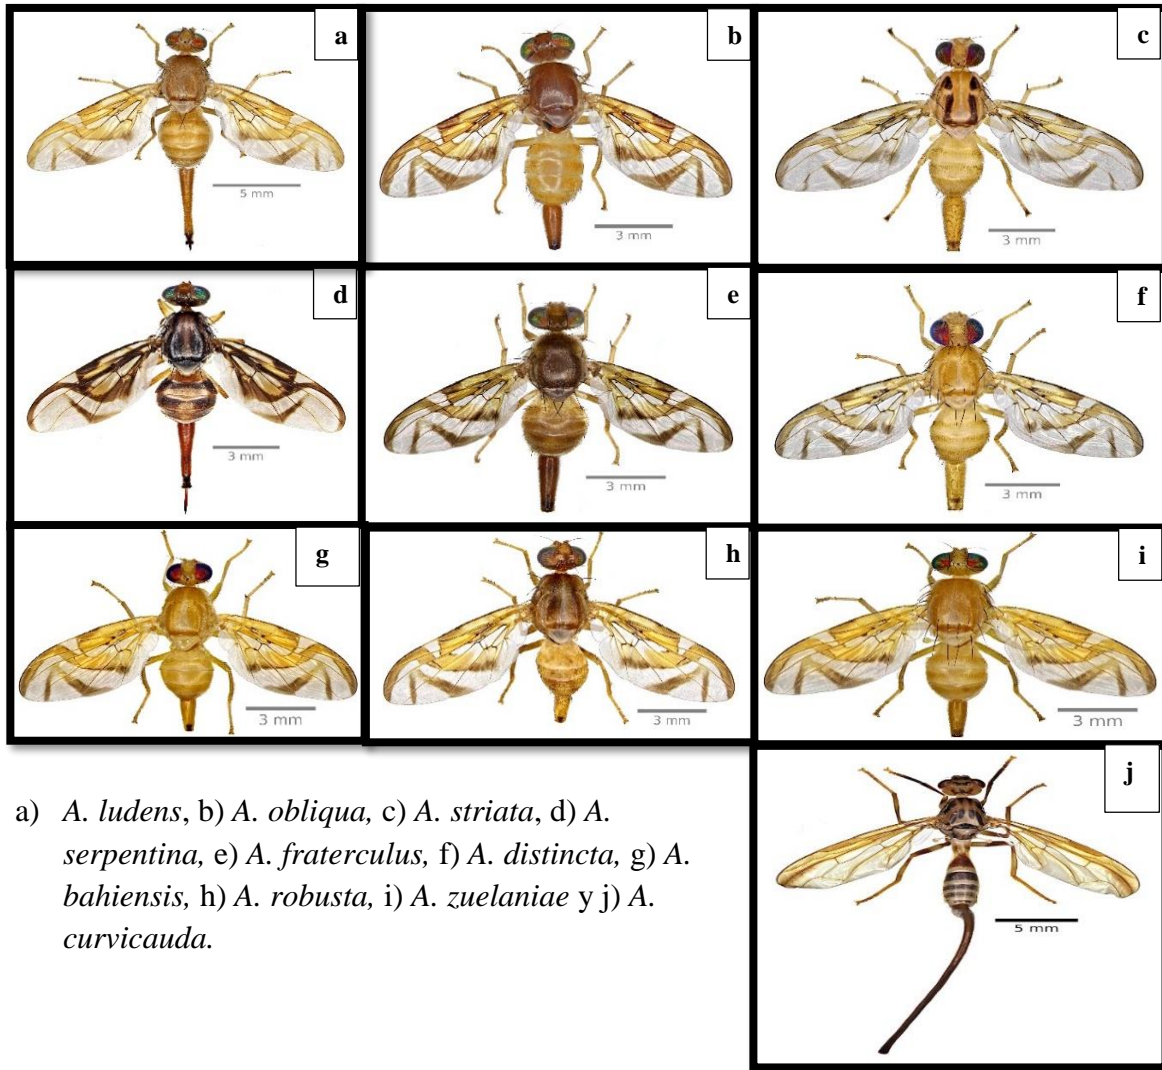 a
b
c
5 mm
3 mm
3 mm
d
e
f
3 mm
3 mm
3 mm
g
h
i
3 mm
3 mm
3 mm
j
5 mm
a) A. ludens, b) A. obliqua, c) A. striata, d) A.
serpentina, e) A. fraterculus, f) A. distincta, g) A.
bahiensis, h) A. robusta, i) A. zuelaniae y j) A.
curvicauda.